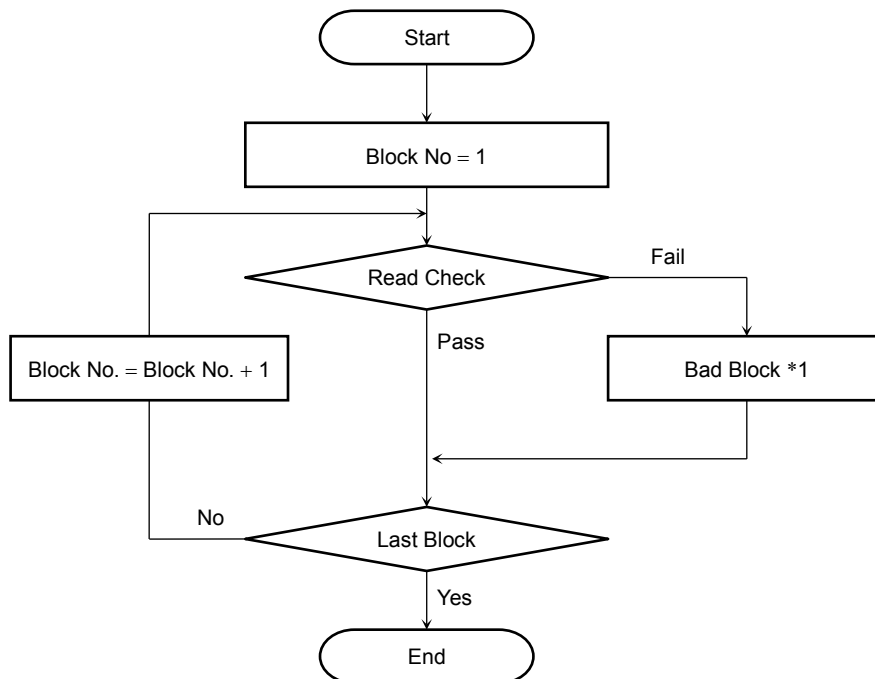 Start
Block No = 1
Read Check
Fail
Pass
Block No. = Block No. + 1
Bad Block *1
No
Last Block
Yes
End